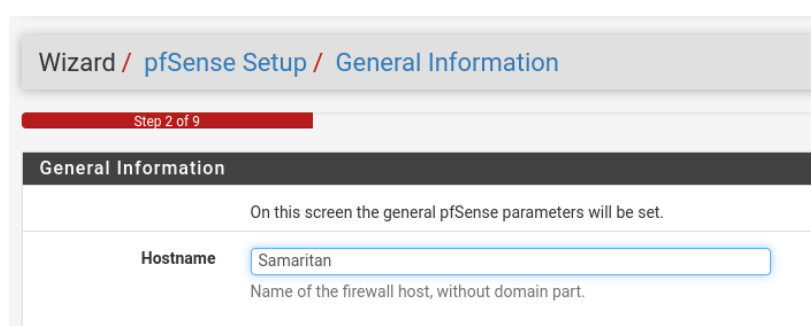 Wizard / pfSense Setup / General Information
Step 2 of 9
General Information
On this screen the general pfSense parameters will be set.
Hostname
Samaritan
Name of the firewall host, without domain part.